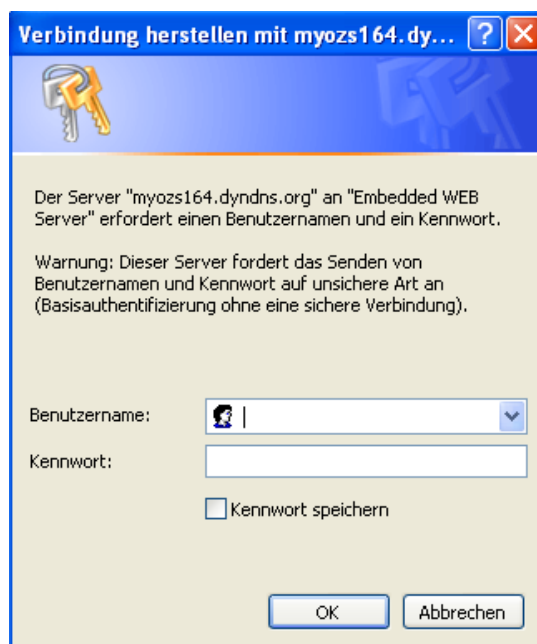 Verbindung herstellen mit myozs164.dy...
Der Server "myozs164.dyndns.org" an "Embedded WEB
Server" erfordert einen Benutzernamen und ein Kennwort.
Warnung: Dieser Server fordert das Senden von
Benutzernamen und Kennwort auf unsichere Art an
(Basisauthentifizierung ohne eine sichere Verbindung).
Benutzername:
Kennwort:
Kennwort speichern
OK
Abbrechen